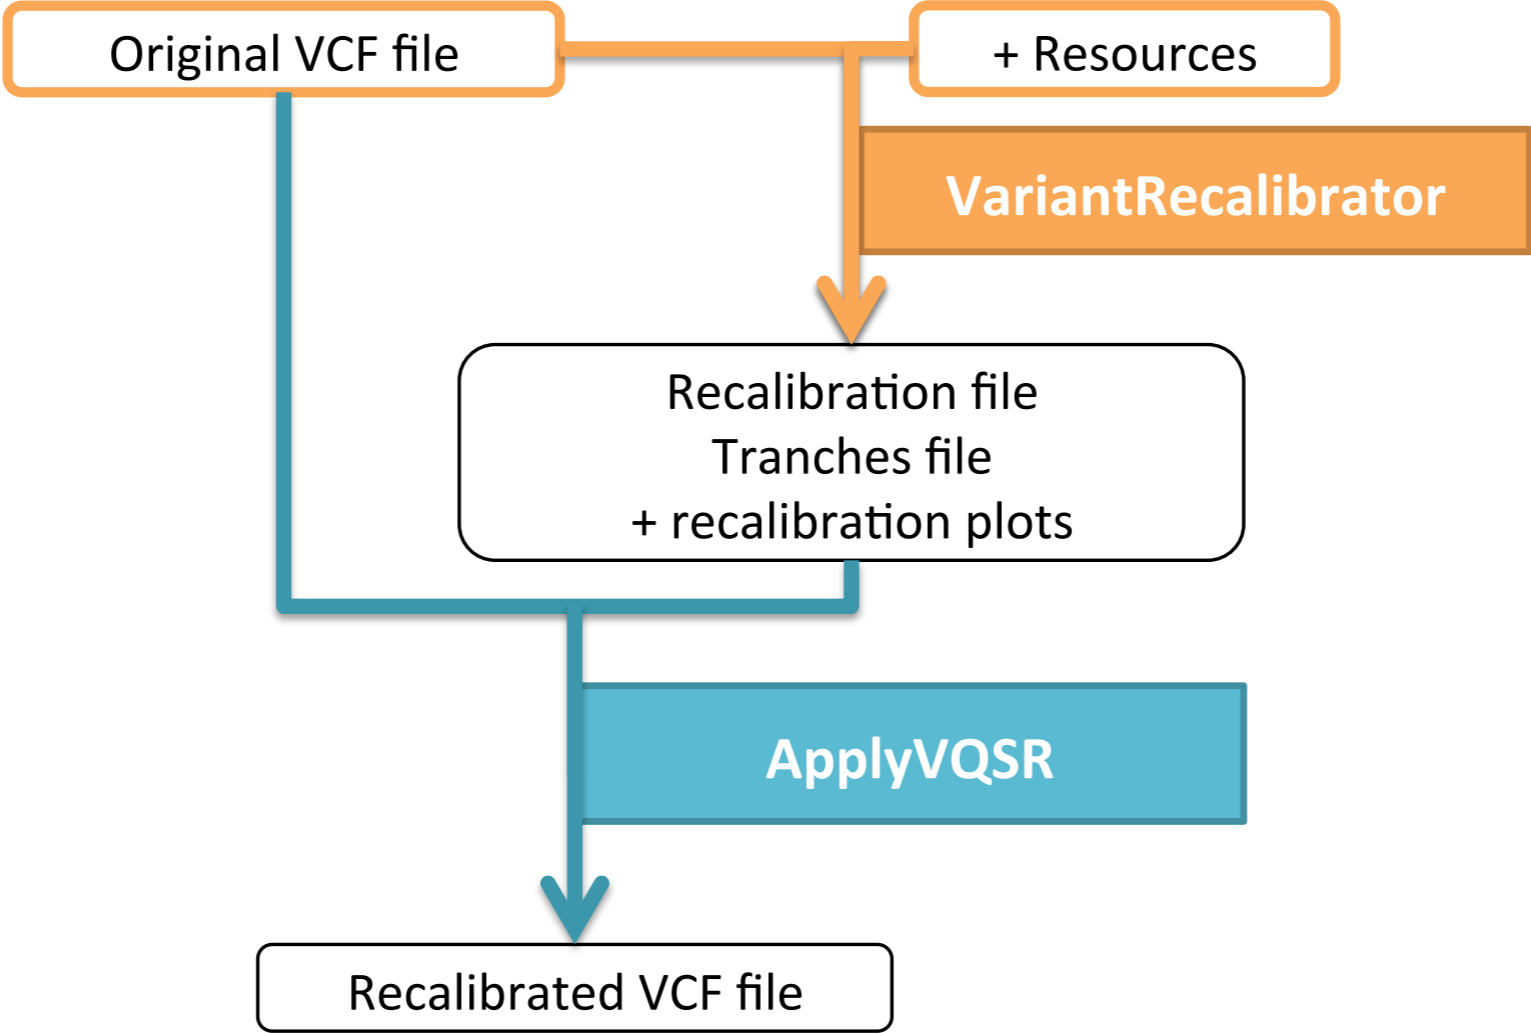 Original VCF file
+ Resources
VariantRecalibrator
Recalibration file
Tranches file
+ recalibration plots
ApplyVQSR
Recalibrated VCF file